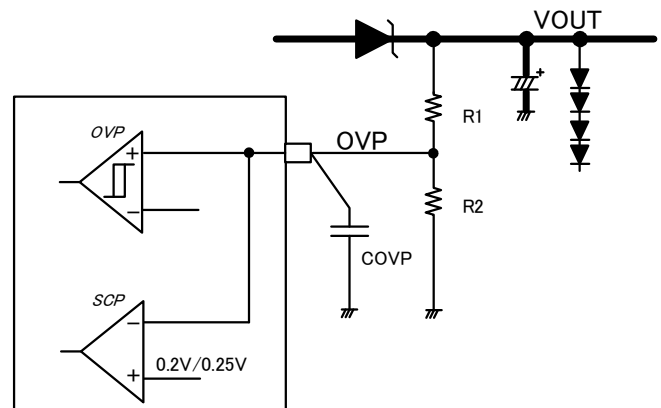 VOUT
OVP
+
R1
OVP
+
−
R2
COVP
SCP
−
+
0.2V/0.25V